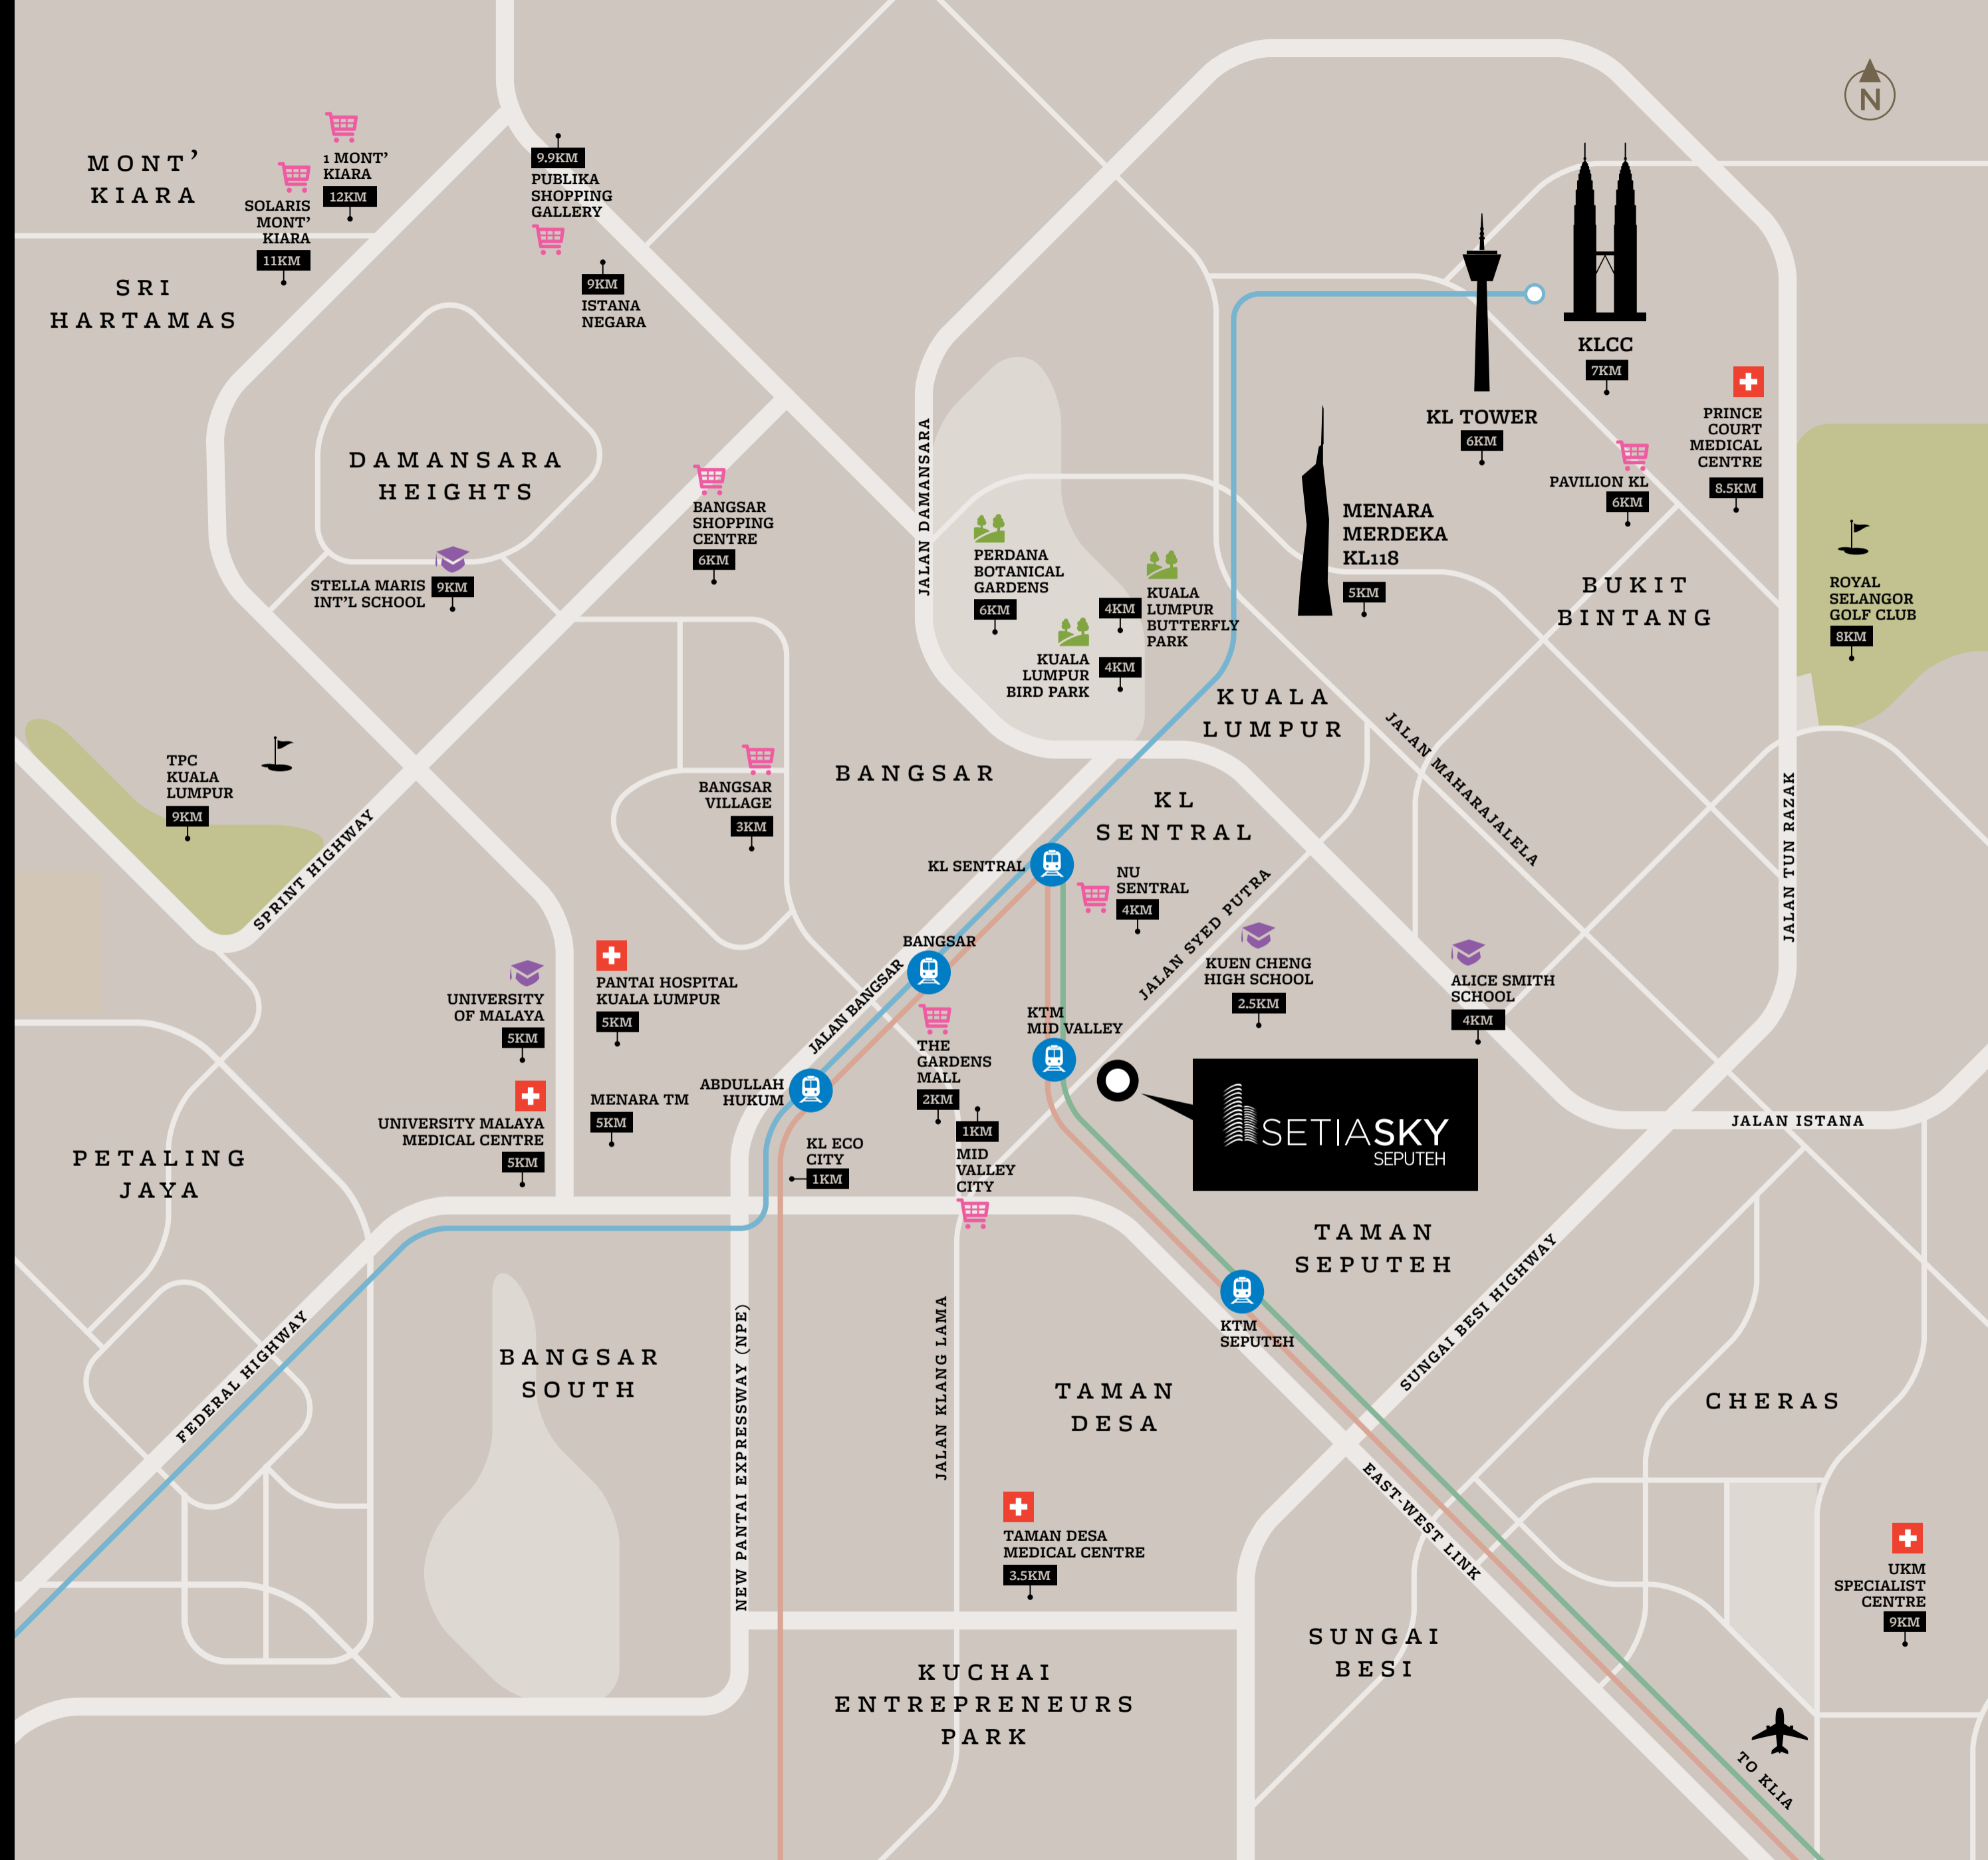 N
MONT’
KIARA
1 MONT’
KIARA
12KM
SOLARIS
MONT’
KIARA
11KM
9.9KM
PUBLIKA
SHOPPING
GALLERY
9KM
ISTANA
NEGARA
SRI
HARTAMAS
KLCC
7KM
KL TOWER
6KM
PRINCE
COURT
MEDICAL
CENTRE
8.5KM
PAVILION KL
6KM
DAMANSARA
HEIGHTS
STELLA MARIS
INT’L SCHOOL
9KM
BANGSAR
SHOPPING
CENTRE
6KM
JALAN DAMANSARA
PERDANA
BOTANICAL
GARDENS
6KM
4KM
KUALA
LUMPUR
BUTTERFLY
PARK
KUALA
LUMPUR
BIRD PARK
4KM
MENARA
MERDEKA
KL118
5KM
BUKIT
BINTANG
ROYAL
SELANGOR
GOLF CLUB
8KM
KUALA
LUMPUR
JALAN MAHARAJALELA
JALAN TUN RAZAK
TPC
KUALA
LUMPUR
9KM
SPRINT HIGHWAY
BANGSAR
VILLAGE
3KM
BANGSAR
KL
SENTRAL
KL SENTRAL
NU
SENTRAL
4KM
JALAN SYED PUTRA
BANGSAR
JALAN BANGSAR
KUEN CHENG
HIGH SCHOOL
2.5KM
ALICE SMITH
SCHOOL
4KM
UNIVERSITY
OF MALAYA
5KM
PANTAI HOSPITAL
KUALA LUMPUR
5KM
KTM
MID VALLEY
THE
GARDENS
MALL
2KM
ABDULLAH
HUKUM
MENARA TM
5KM
UNIVERSITY MALAYA
MEDICAL CENTRE
5KM
KL ECO
CITY
1KM
1KM
MID
VALLEY
CITY
SETIASKY
SEPUTEH
JALAN ISTANA
PETALING
JAYA
TAMAN
SEPUTEH
KTM
SEPUTEH
SUNGAI BESI HIGHWAY
FEDERAL HIGHWAY
BANGSAR
SOUTH
NEW PANTAI EXPRESSWAY (NPE)
JALAN KLANG LAMA
TAMAN
DESA
CHERAS
EAST-WEST LINK
TAMAN DESA
MEDICAL CENTRE
3.5KM
UKM
SPECIALIST
CENTRE
9KM
SUNGAI
BESI
KUCHAI
ENTREPRENEURS
PARK
TO KLIA